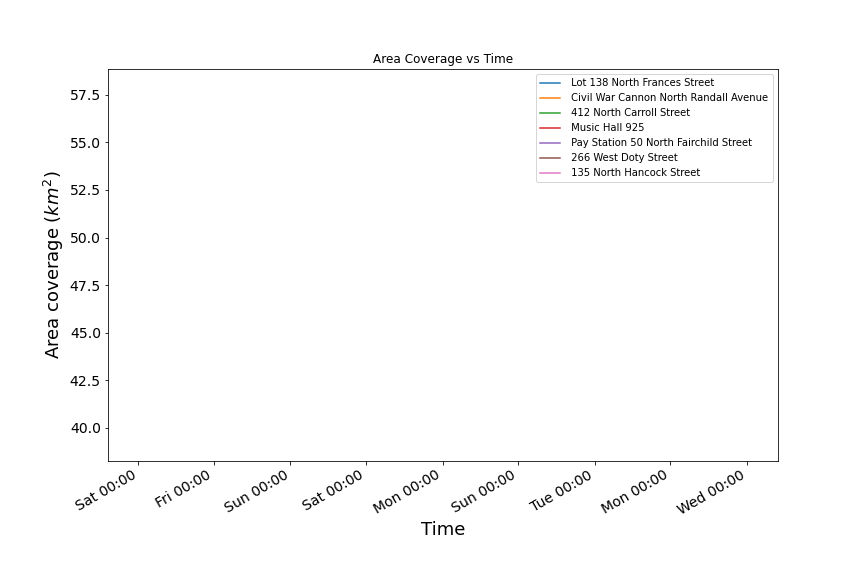 Area Coverage vs Time
Lot 138 North Frances Street
Civil War Cannon North Randall Avenue
412 North Carroll Street
Music Hall 925
Pay Station 50 North Fairchild Street
266 West Doty Street
135 North Hancock Street
Area coverage (km²)
57.5
55.0
52.5
50.0
47.5
45.0
42.5
40.0
Sat 00:00
Fri 00:00
Sun 00:00
Sat 00:00
Mon 00:00
Sun 00:00
Tue 00:00
Mon 00:00
Wed 00:00
Time